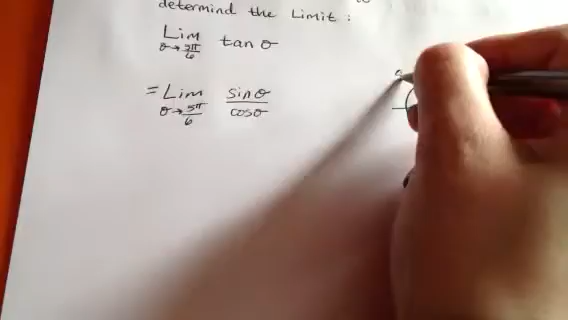 determind the Limit :
Lim tan θ
θ→5π/6
= Lim sinθ/cosθ
θ→5π/6